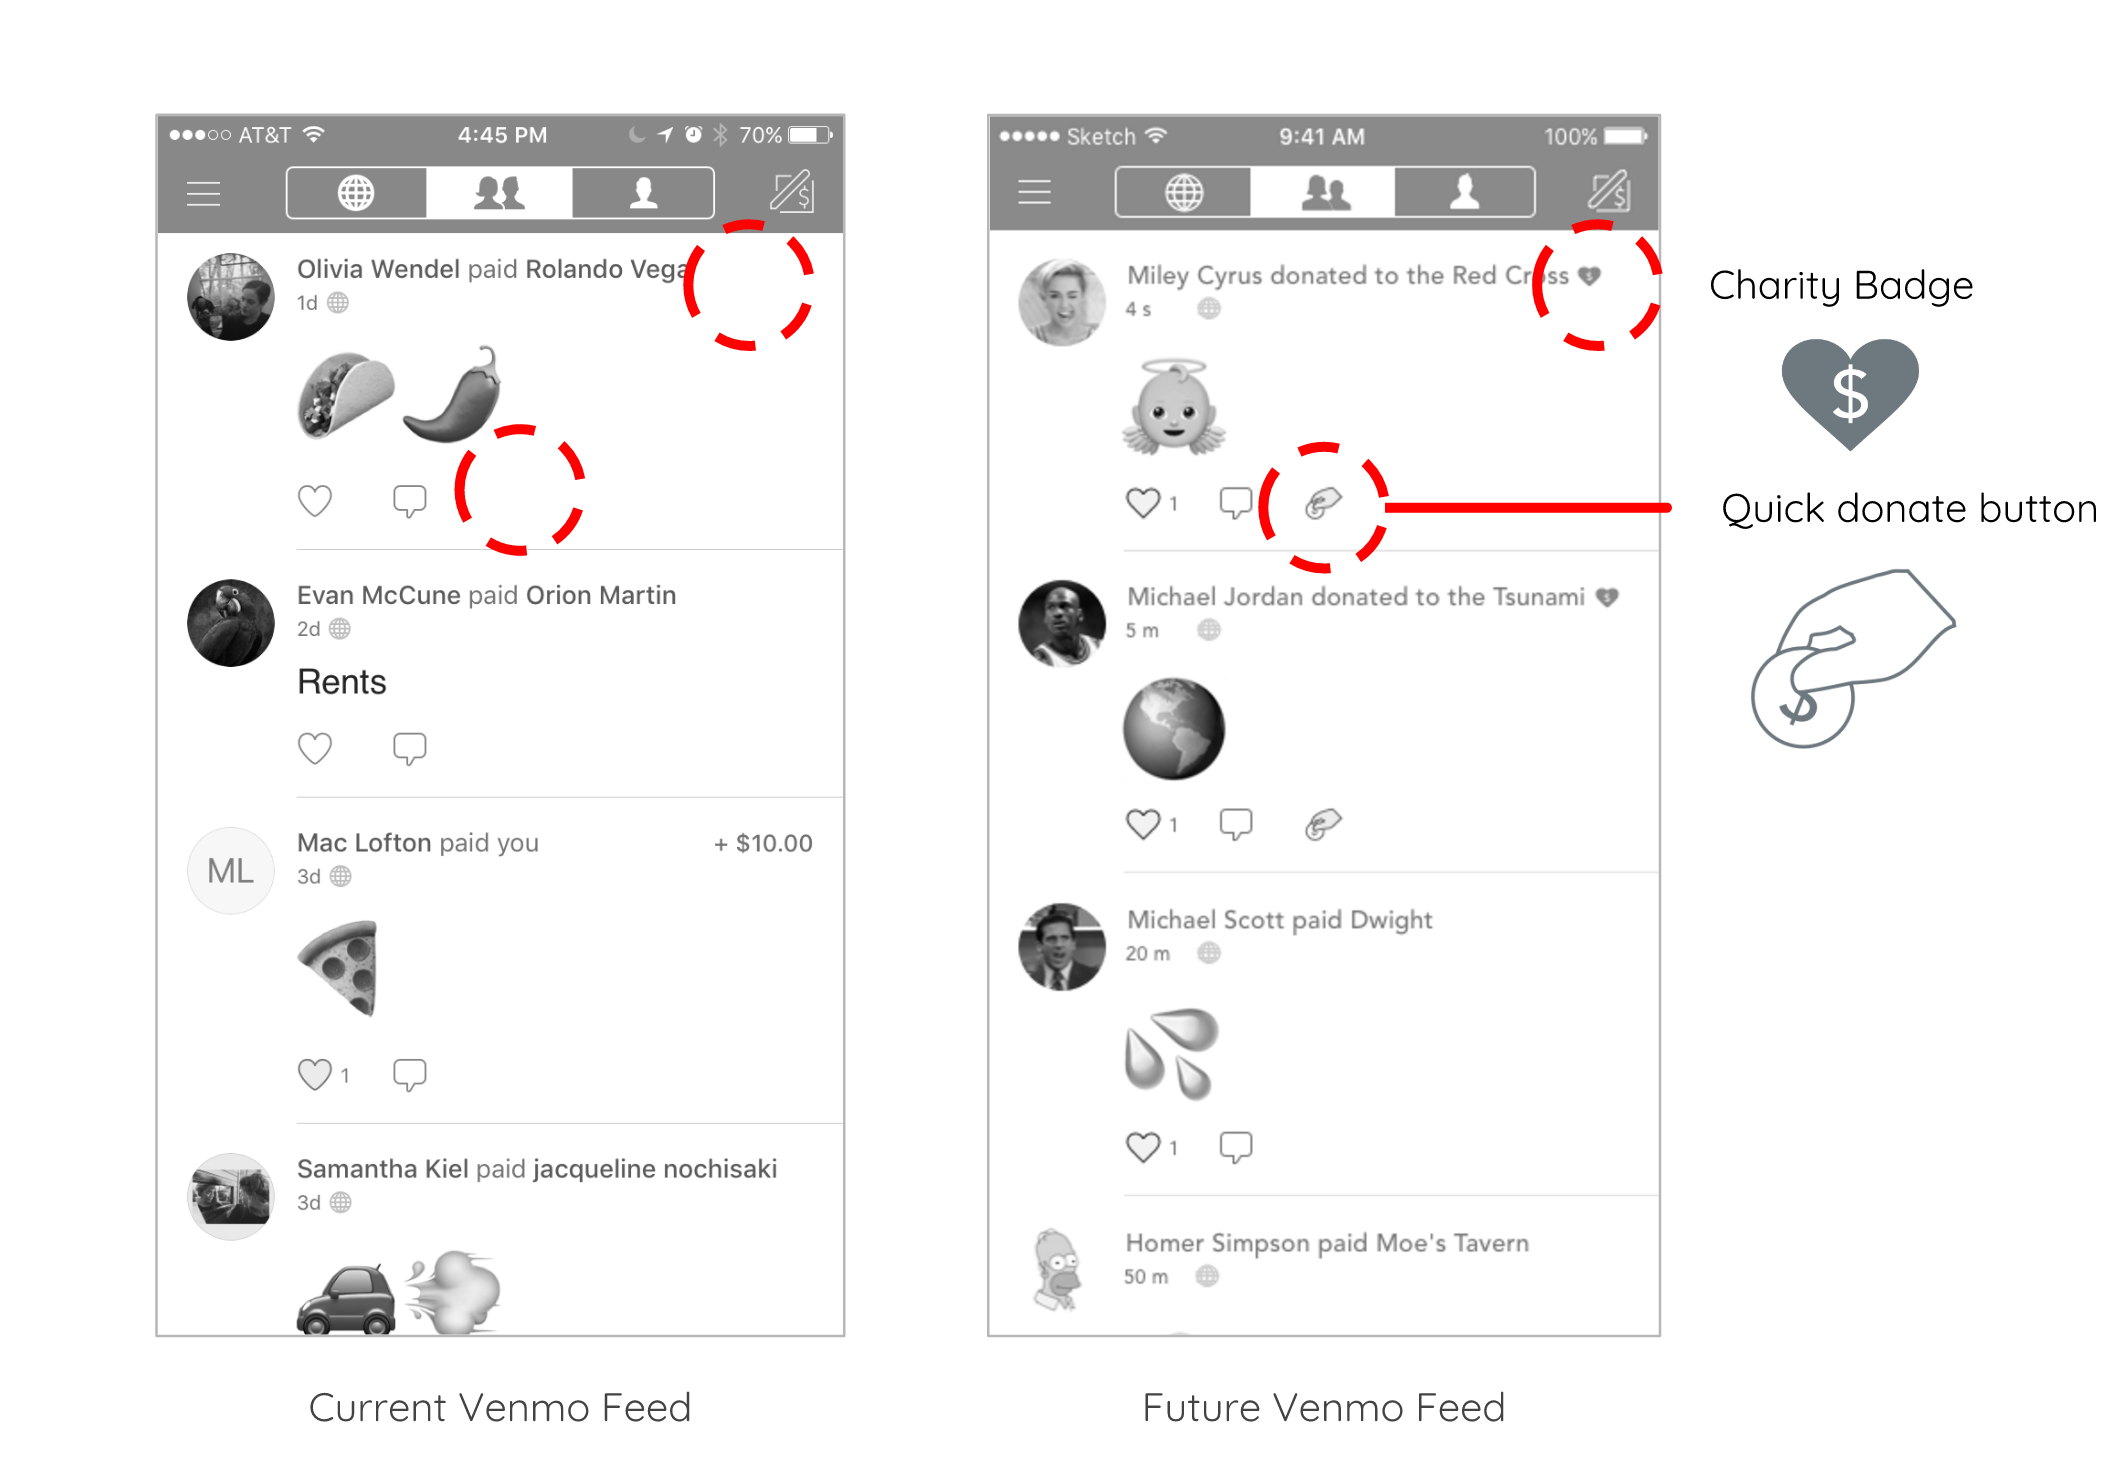 AT&T 4:45 PM 70%
$
Olivia Wendel paid Rolando Vega
1d
Evan McCune paid Orion Martin
2d
Rents
ML
Mac Lofton paid you + $10.00
3d
1
Samantha Kiel paid jacqueline nochisaki
3d
Current Venmo Feed
Sketch 9:41 AM 100%
$
Miley Cyrus donated to the Red Cross
4 s
1
Michael Jordan donated to the Tsunami
5 m
1
Michael Scott paid Dwight
20 m
1
Homer Simpson paid Moe's Tavern
50 m
Future Venmo Feed
Charity Badge
$
Quick donate button
$